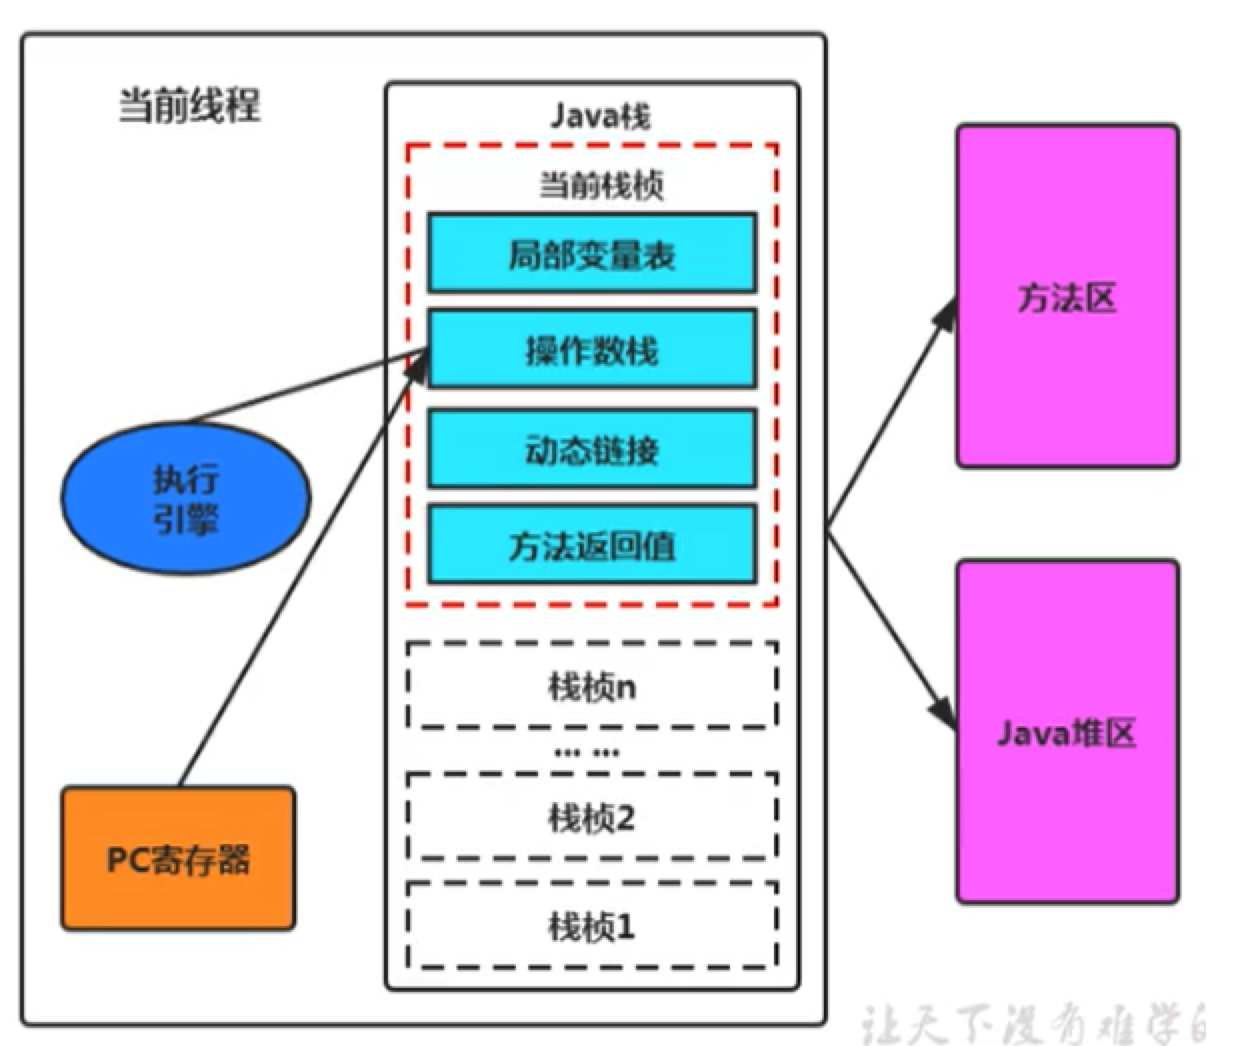 当前线程
Java栈
当前栈桢
局部变量表
操作数栈
动态链接
方法返回值
栈桢n
... ...
栈桢2
栈桢1
执行
引擎
PC寄存器
方法区
Java堆区
让天下没有难学